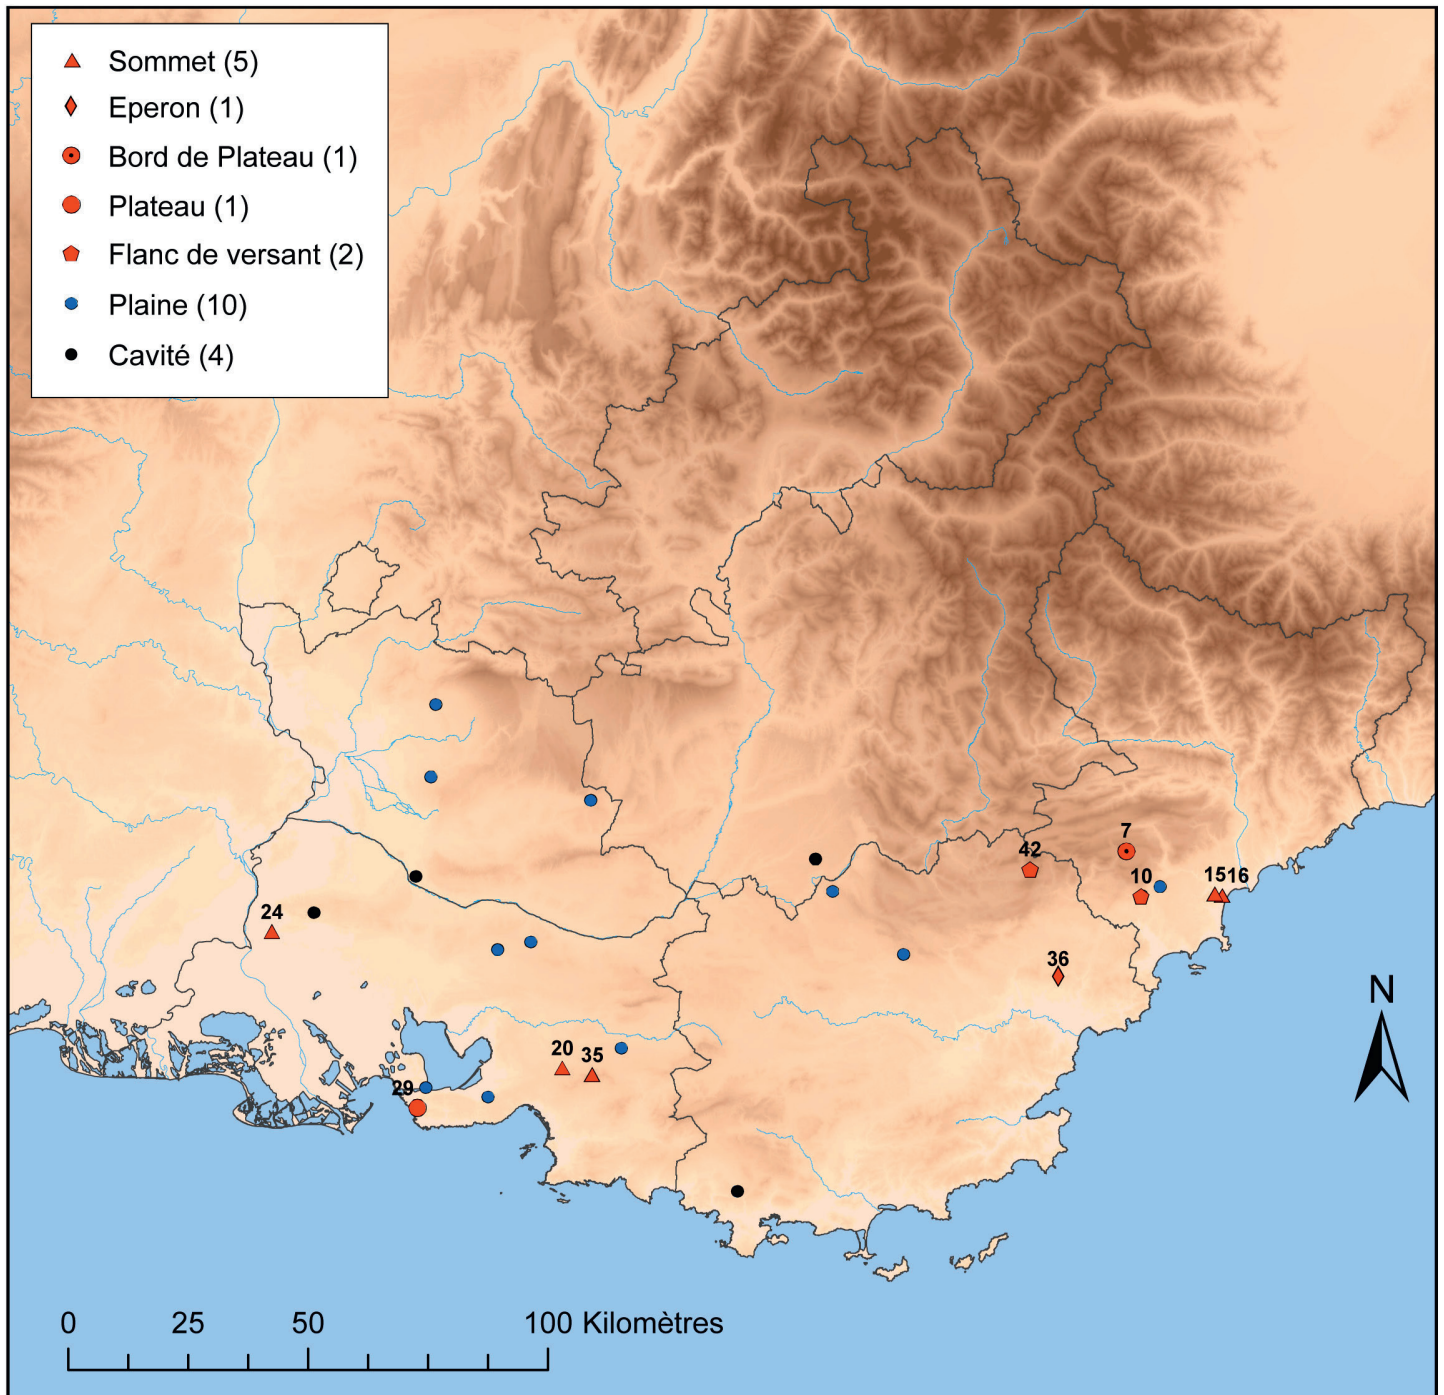 Sommet (5)
Eperon (1)
Bord de Plateau (1)
Plateau (1)
Flanc de versant (2)
Plaine (10)
Cavité (4)
7
42
10
15 16
24
36
N
20
35
29
0 25 50 100 Kilomètres